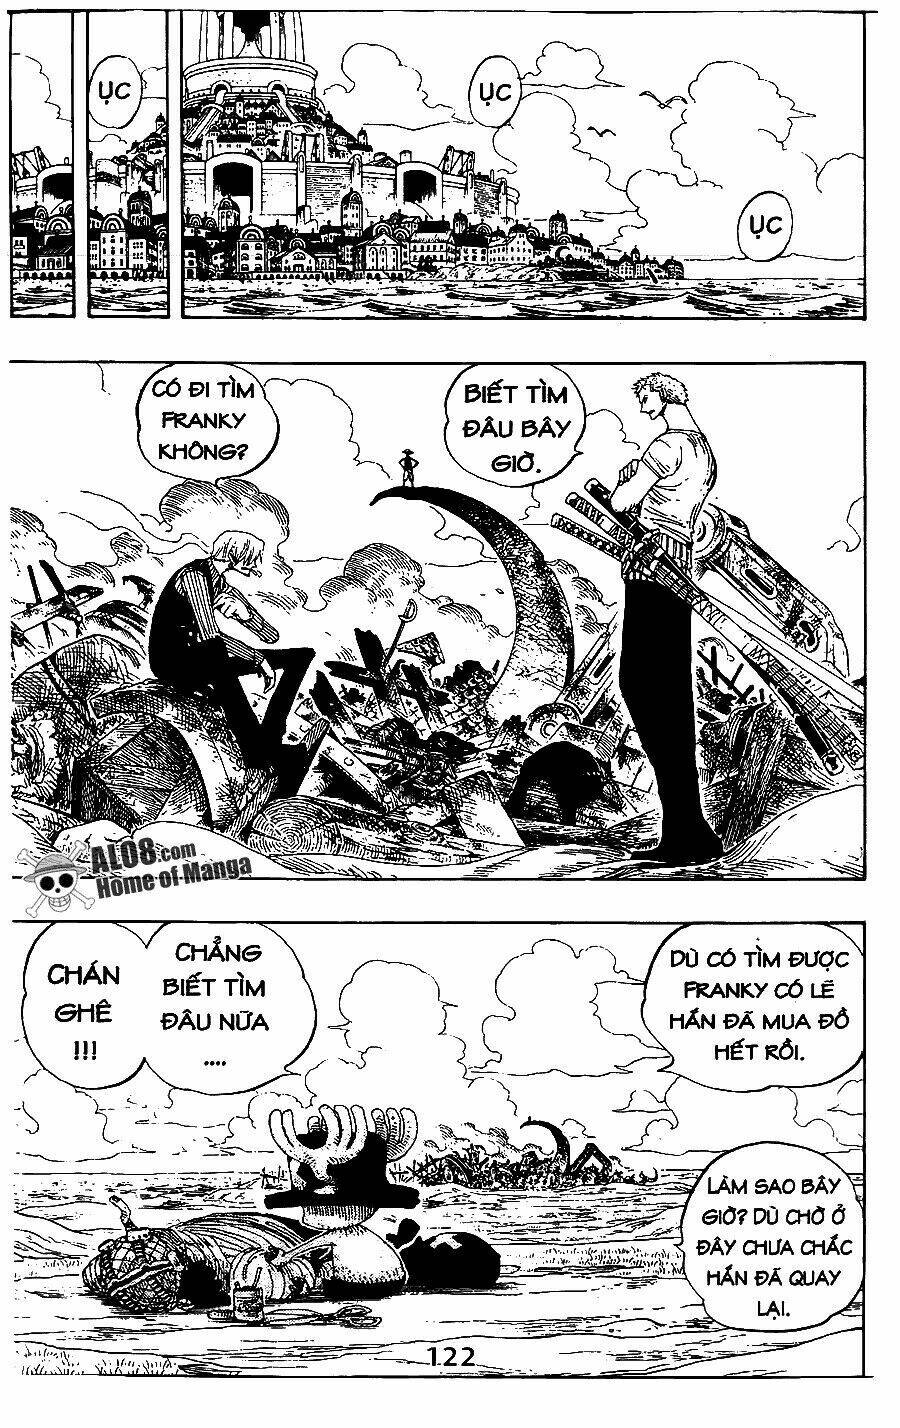 ỤC
ỤC
ỤC
CÓ ĐI TÌM
FRANKY
KHÔNG?
BIẾT TÌM
ĐÂU BÂY
GIỜ.
AL08.com
Home of Manga
CHÁN
GHÊ
!!!
CHẲNG
BIẾT TÌM
ĐÂU NỮA
....
DÙ CÓ TÌM ĐƯỢC
FRANKY CÓ LẼ
HẮN ĐÃ MUA ĐỒ
HẾT RỒI.
LÀM SAO BÂY
GIỜ? DÙ CHỜ Ở
ĐÂY CHƯA CHẮC
HẮN ĐÃ QUAY
LẠI.
122